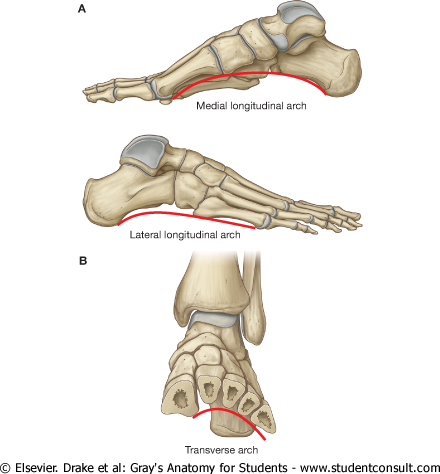 A
Medial longitudinal arch
Lateral longitudinal arch
B
Transverse arch
© Elsevier. Drake et al: Gray's Anatomy for Students - www.studentconsult.com